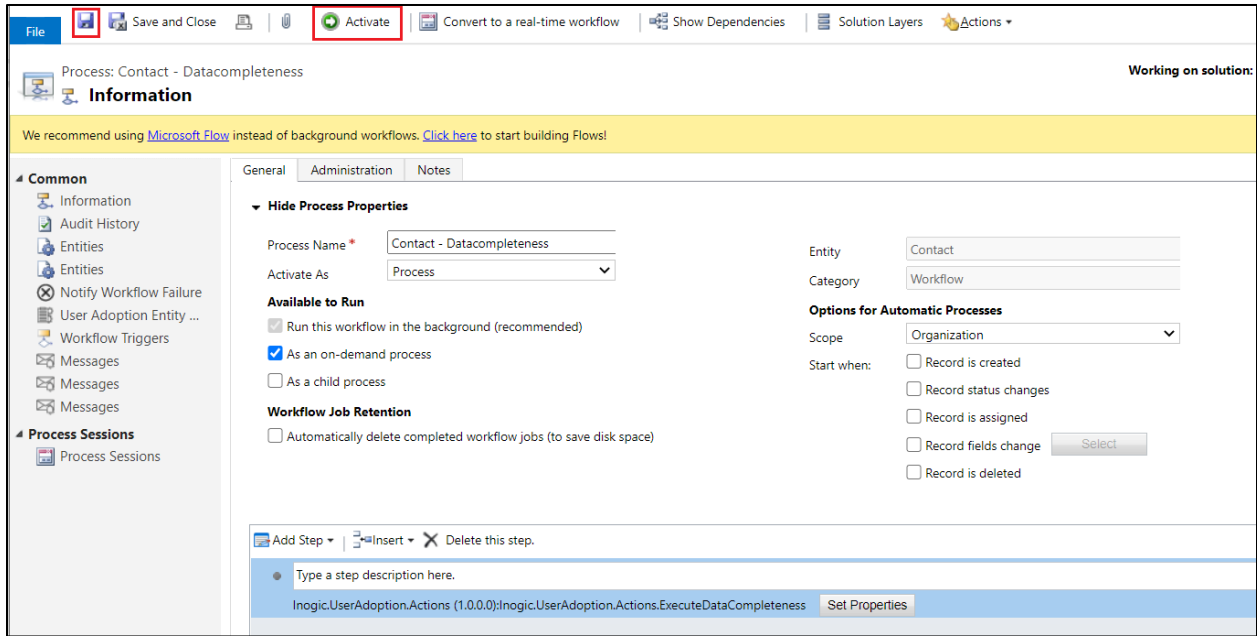 File
Save and Close
Activate
Convert to a real-time workflow
Show Dependencies
Solution Layers
Actions
Process: Contact - Datacompleteness
Information
Working on solution:
We recommend using Microsoft Flow instead of background workflows. Click here to start building Flows!
Common
Information
Audit History
Entities
Entities
Notify Workflow Failure
User Adoption Entity ...
Workflow Triggers
Messages
Messages
Messages
Process Sessions
Process Sessions
General
Administration
Notes
Hide Process Properties
Process Name *
Contact - Datacompleteness
Activate As
Process
Available to Run
Run this workflow in the background (recommended)
As an on-demand process
As a child process
Workflow Job Retention
Automatically delete completed workflow jobs (to save disk space)
Entity
Contact
Category
Workflow
Options for Automatic Processes
Scope
Organization
Start when:
Record is created
Record status changes
Record is assigned
Record fields change
Select
Record is deleted
Add Step
Insert
Delete this step.
Type a step description here.
Inogic.UserAdoption.Actions (1.0.0.0):Inogic.UserAdoption.Actions.ExecuteDataCompleteness
Set Properties